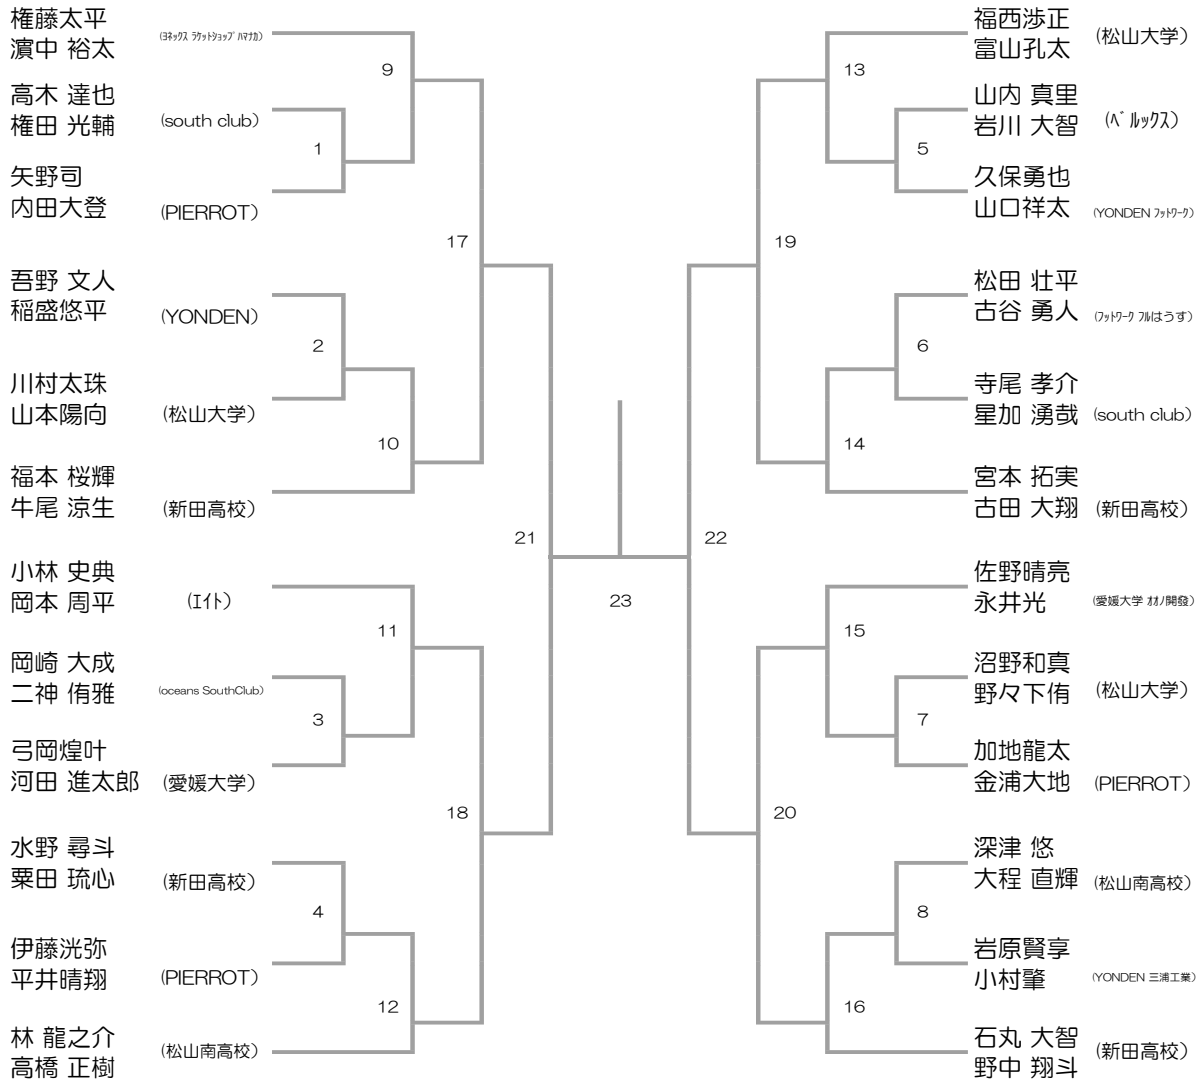 権藤太平
濵中 裕太
(ﾖﾈｯｸｽ ﾗｹｯﾄｼｮｯﾌﾟ ﾊﾏﾅｶ)
9
高木 達也
権田 光輔
(south club)
1
矢野司
内田大登
(PIERROT)
17
吾野 文人
稲盛悠平
(YONDEN)
2
川村太珠
山本陽向
(松山大学)
10
福本 桜輝
牛尾 涼生
(新田高校)
21
小林 史典
岡本 周平
(ｴｲﾄ)
11
岡崎 大成
二神 侑雅
(oceans SouthClub)
3
弓岡煌叶
河田 進太郎
(愛媛大学)
18
水野 尋斗
粟田 琉心
(新田高校)
4
伊藤洸弥
平井晴翔
(PIERROT)
12
林 龍之介
高橋 正樹
(松山南高校)
23
福西渉正
富山孔太
(松山大学)
13
山内 真里
岩川 大智
(ﾍﾞﾙｯｸｽ)
5
久保勇也
山口祥太
(YONDEN ﾌｯﾄﾜｰｸ)
19
松田 壮平
古谷 勇人
(ﾌｯﾄﾜｰｸ ﾌﾙはうす)
6
寺尾 孝介
星加 湧哉
(south club)
14
宮本 拓実
古田 大翔
(新田高校)
22
佐野晴亮
永井光
(愛媛大学 ｵｵﾉ開發)
15
沼野和真
野々下侑
(松山大学)
7
加地龍太
金浦大地
(PIERROT)
20
深津 悠
大程 直輝
(松山南高校)
8
岩原賢享
小村肇
(YONDEN 三浦工業)
16
石丸 大智
野中 翔斗
(新田高校)